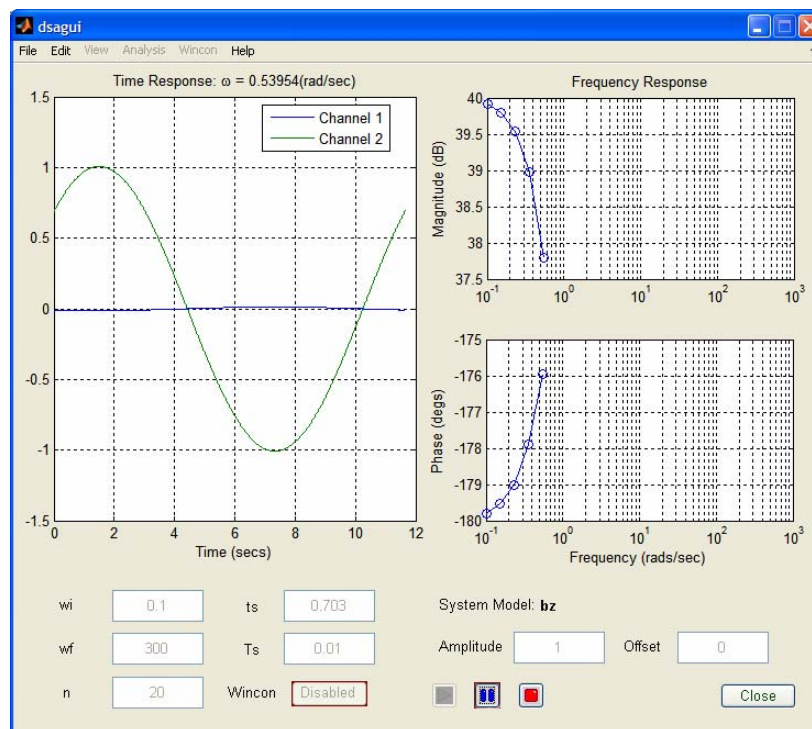 dsagui
File Edit View Analysis Wincon Help
Time Response: ω = 0.53954(rad/sec)
Channel 1
Channel 2
1.5
1
0.5
0
-0.5
-1
-1.5
0 2 4 6 8 10 12
Time (secs)
Frequency Response
Magnitude (dB)
40
39.5
39
38.5
38
37.5
10^-1 10^0 10^1 10^2 10^3
Phase (degs)
-175
-176
-177
-178
-179
-180
10^-1 10^0 10^1 10^2 10^3
Frequency (rads/sec)
wi 0.1 ts 0.703 System Model: bz
wf 300 Ts 0.01 Amplitude 1 Offset 0
n 20 Wincon Disabled Close